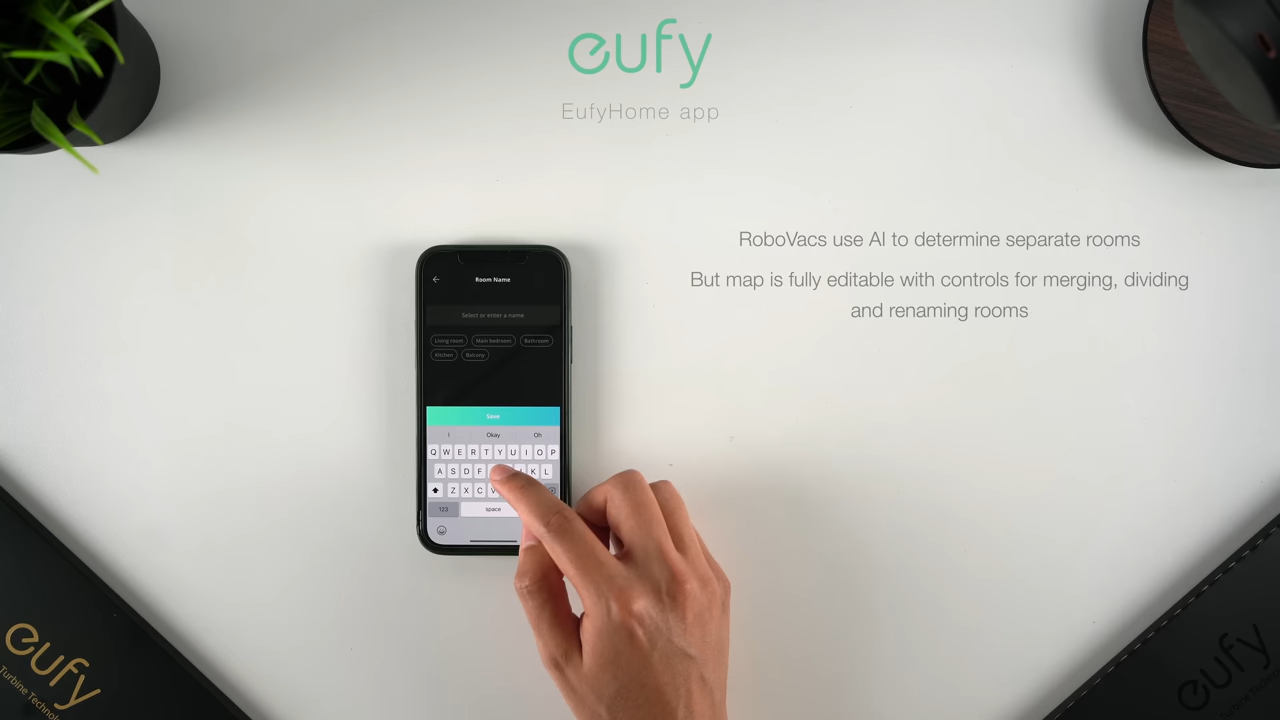 eufy
EufyHome app
RoboVacs use AI to determine separate rooms
But map is fully editable with controls for merging, dividing
and renaming rooms
Room Name
Select or enter a name
Living room Main bedroom Bathroom
Kitchen Balcony
Save
I Okay Oh
Q W E R T Y U I O P
A S D F J K L
Z X C V
123 space
eufy
Turbine
eufy